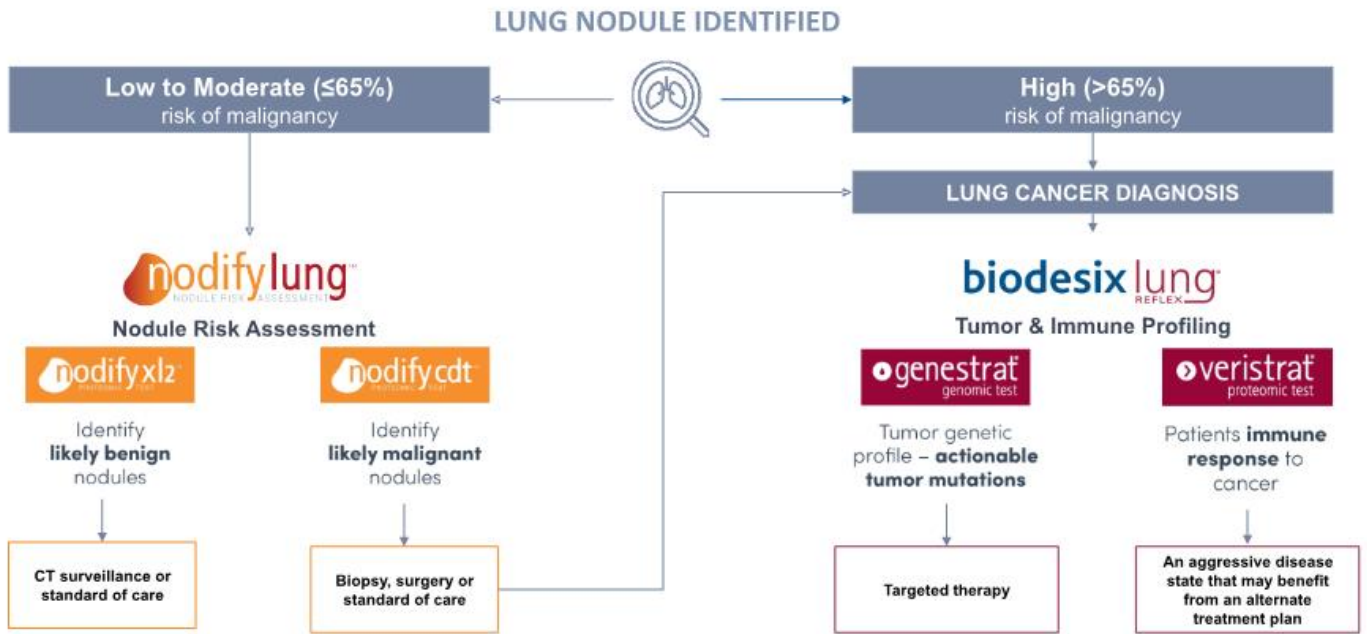 LUNG NODULE IDENTIFIED
Low to Moderate (≤65%)
risk of malignancy
High (>65%)
risk of malignancy
LUNG CANCER DIAGNOSIS
nodifylung™
NODULE RISK ASSESSMENT
Nodule Risk Assessment
biodesix lung
REFLEX
Tumor & Immune Profiling
nodify xl2
PROTEOMIC TEST
nodify cdt
genestrat
genomic test
veristrat
proteomic test
Identify
likely benign
nodules
Identify
likely malignant
nodules
Tumor genetic
profile – actionable
tumor mutations
Patients immune
response to
cancer
CT surveillance or
standard of care
Biopsy, surgery or
standard of care
Targeted therapy
An aggressive disease
state that may benefit
from an alternate
treatment plan